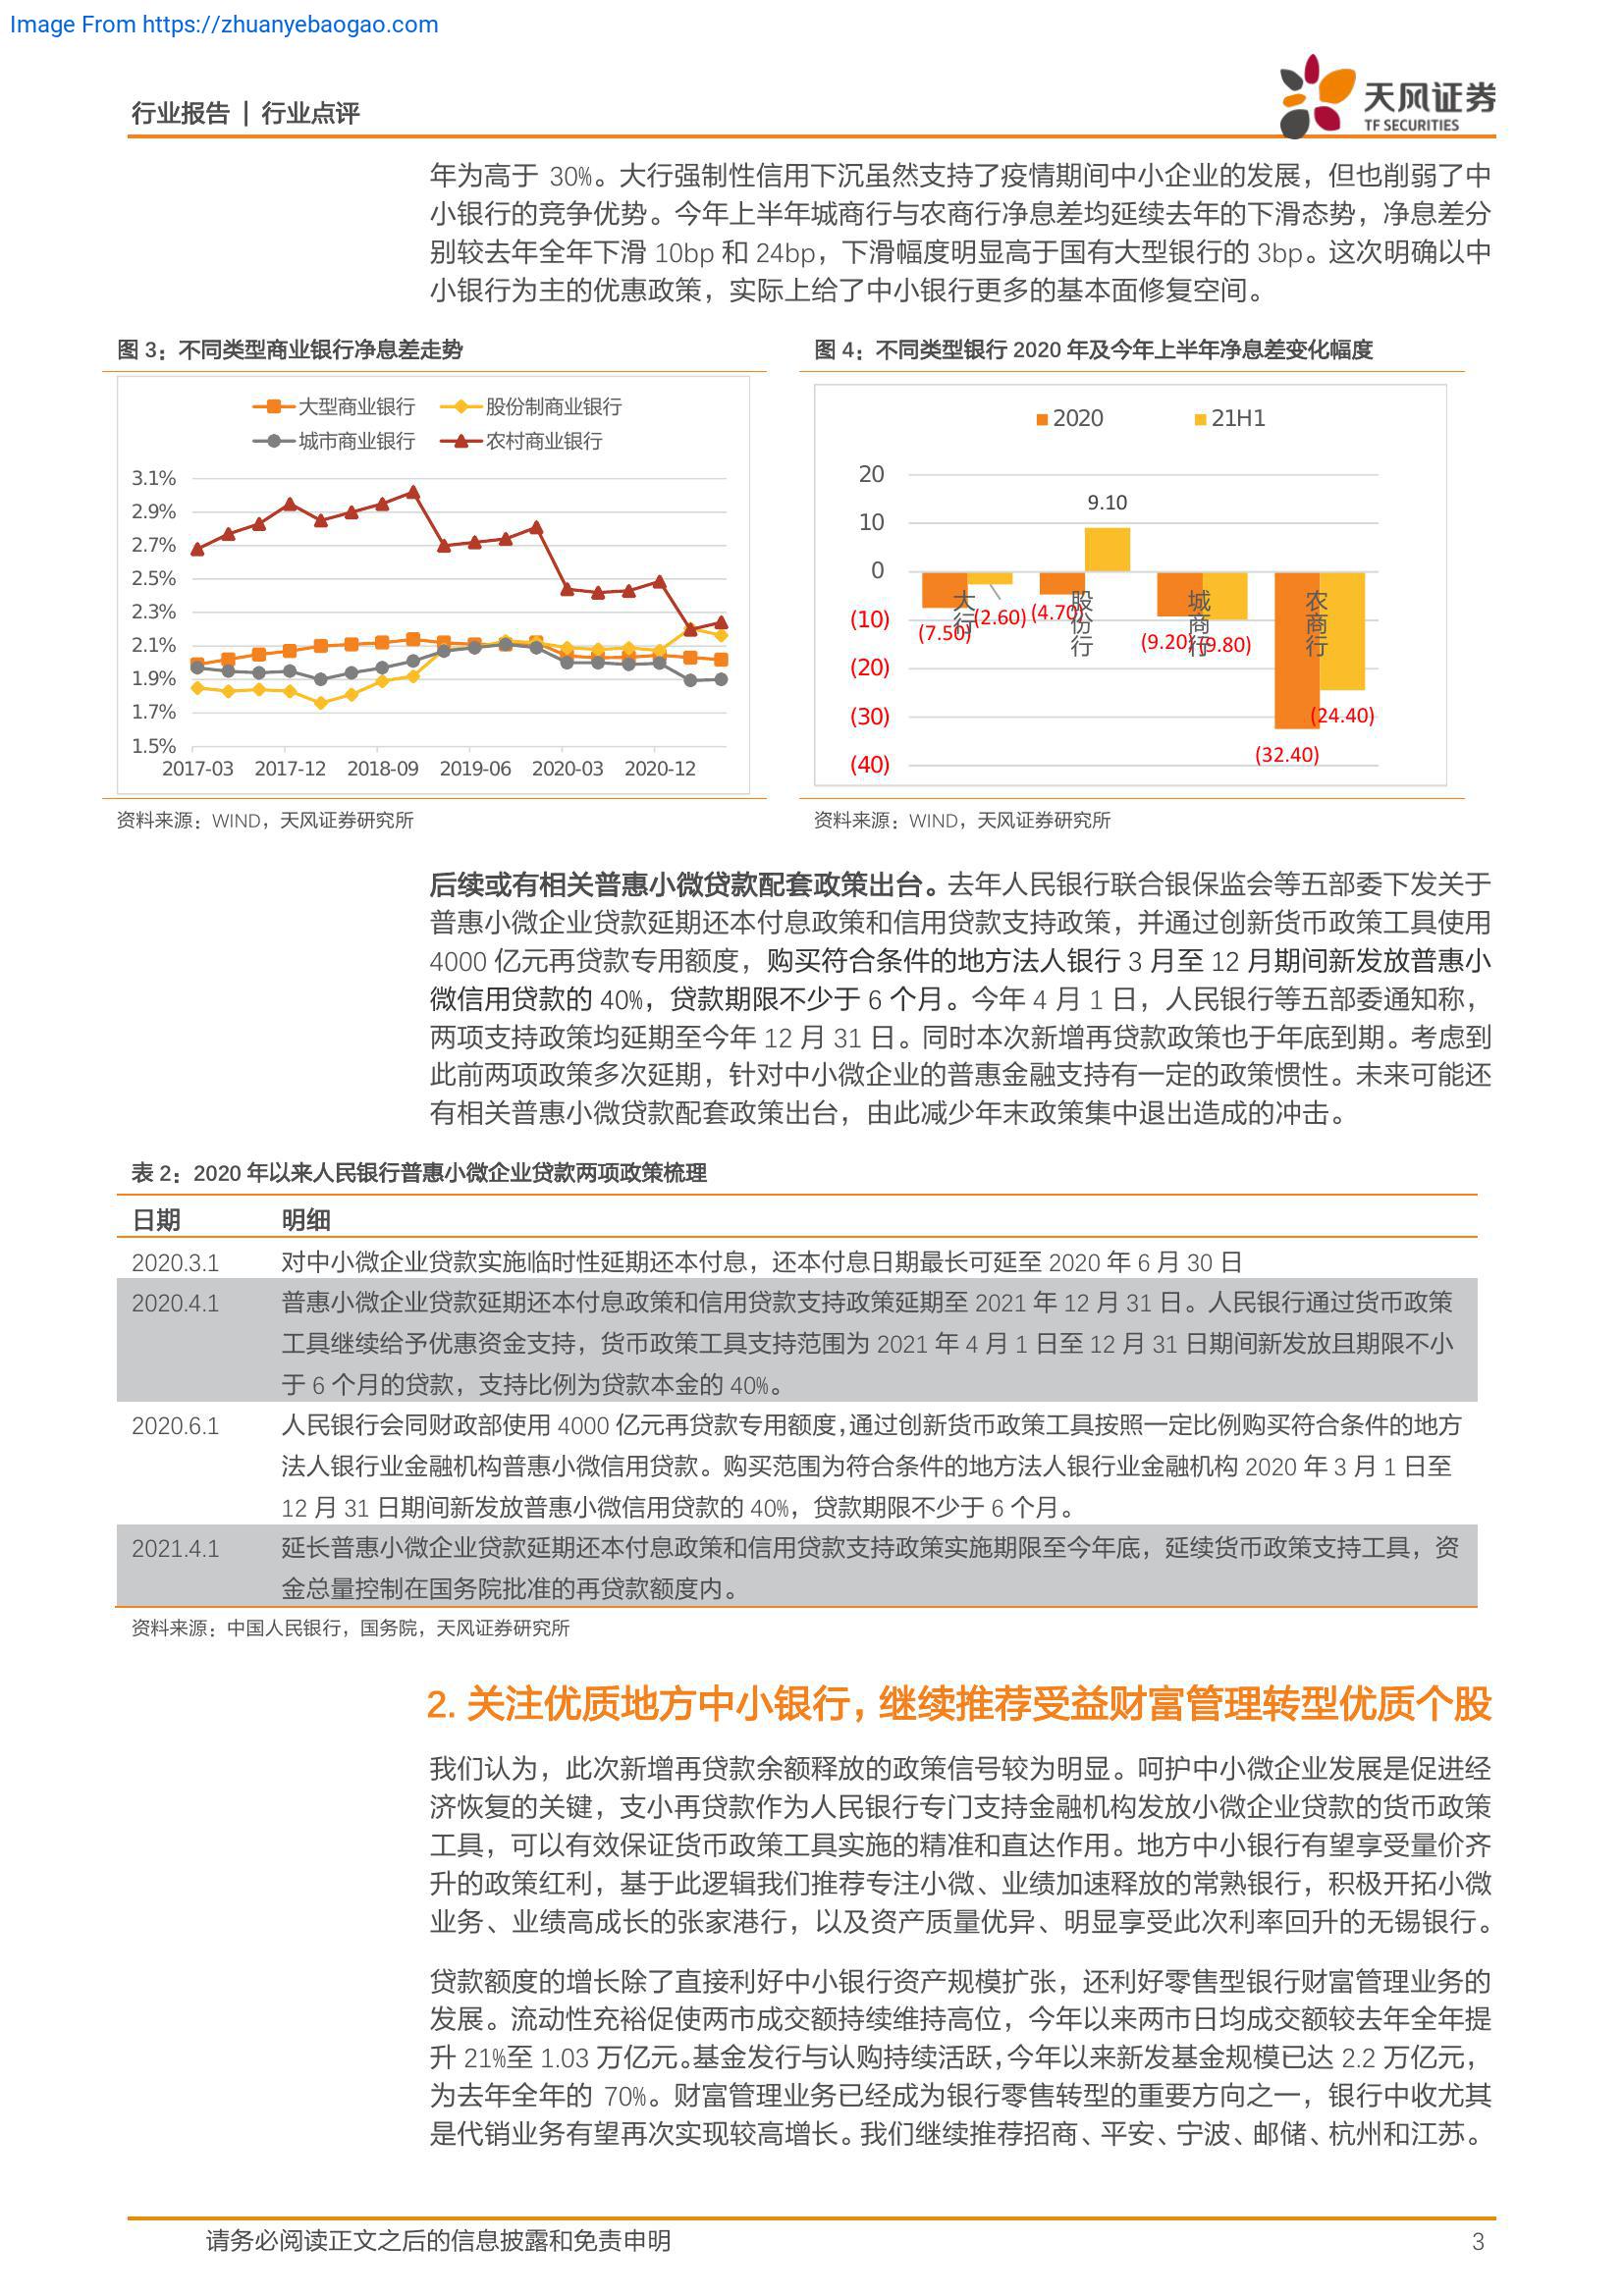 Image From https://zhuanyebaogao.com
行业报告 | 行业点评
天风证券
TF SECURITIES
年为高于 30%。大行强制性信用下沉虽然支持了疫情期间中小企业的发展，但也削弱了中
小银行的竞争优势。今年上半年城商行与农商行净息差均延续去年的下滑态势，净息差分
别较去年全年下滑 10bp 和 24bp，下滑幅度明显高于国有大型银行的 3bp。这次明确以中
小银行为主的优惠政策，实际上给了中小银行更多的基本面修复空间。
图 3：不同类型商业银行净息差走势
大型商业银行 股份制商业银行
城市商业银行 农村商业银行
3.1%
2.9%
2.7%
2.5%
2.3%
2.1%
1.9%
1.7%
1.5%
2017-03 2017-12 2018-09 2019-06 2020-03 2020-12
资料来源：WIND，天风证券研究所
图 4：不同类型银行 2020 年及今年上半年净息差变化幅度
2020 21H1
20
10
0
(10)
(20)
(30)
(40)
9.10
(7.50)
(2.60)
(4.70)
(9.20)
(9.80)
(24.40)
(32.40)
大行
股份行
城商行
农商行
资料来源：WIND，天风证券研究所
后续或有相关普惠小微贷款配套政策出台。去年人民银行联合银保监会等五部委下发关于
普惠小微企业贷款延期还本付息政策和信用贷款支持政策，并通过创新货币政策工具使用
4000 亿元再贷款专用额度，购买符合条件的地方法人银行 3 月至 12 月期间新发放普惠小
微信用贷款的 40%，贷款期限不少于 6 个月。今年 4 月 1 日，人民银行等五部委通知称，
两项支持政策均延期至今年 12 月 31 日。同时本次新增再贷款政策也于年底到期。考虑到
此前两项政策多次延期，针对中小微企业的普惠金融支持有一定的政策惯性。未来可能还
有相关普惠小微贷款配套政策出台，由此减少年末政策集中退出造成的冲击。
表 2：2020 年以来人民银行普惠小微企业贷款两项政策梳理
日期 明细
2020.3.1 对中小微企业贷款实施临时性延期还本付息，还本付息日期最长可延至 2020 年 6 月 30 日
2020.4.1 普惠小微企业贷款延期还本付息政策和信用贷款支持政策延期至 2021 年 12 月 31 日。人民银行通过货币政策
工具继续给予优惠资金支持，货币政策工具支持范围为 2021 年 4 月 1 日至 12 月 31 日期间新发放且期限不小
于 6 个月的贷款，支持比例为贷款本金的 40%。
2020.6.1 人民银行会同财政部使用 4000 亿元再贷款专用额度，通过创新货币政策工具按照一定比例购买符合条件的地方
法人银行业金融机构普惠小微信用贷款。购买范围为符合条件的地方法人银行业金融机构 2020 年 3 月 1 日至
12 月 31 日期间新发放普惠小微信用贷款的 40%，贷款期限不少于 6 个月。
2021.4.1 延长普惠小微企业贷款延期还本付息政策和信用贷款支持政策实施期限至今年底，延续货币政策支持工具，资
金总量控制在国务院批准的再贷款额度内。
资料来源：中国人民银行，国务院，天风证券研究所
2. 关注优质地方中小银行，继续推荐受益财富管理转型优质个股
我们认为，此次新增再贷款余额释放的政策信号较为明显。呵护中小微企业发展是促进经
济恢复的关键，支小再贷款作为人民银行专门支持金融机构发放小微企业贷款的货币政策
工具，可以有效保证货币政策工具实施的精准和直达作用。地方中小银行有望享受量价齐
升的政策红利，基于此逻辑我们推荐专注小微、业绩加速释放的常熟银行，积极开拓小微
业务、业绩高成长的张家港行，以及资产质量优异、明显享受此次利率回升的无锡银行。
贷款额度的增长除了直接利好中小银行资产规模扩张，还利好零售型银行财富管理业务的
发展。流动性充裕促使两市成交额持续维持高位，今年以来两市日均成交额较去年全年提
升 21%至 1.03 万亿元。基金发行与认购持续活跃，今年以来新发基金规模已达 2.2 万亿元，
为去年全年的 70%。财富管理业务已经成为银行零售转型的重要方向之一，银行中收尤其
是代销业务有望再次实现较高增长。我们继续推荐招商、平安、宁波、邮储、杭州和江苏。
请务必阅读正文之后的信息披露和免责申明 3